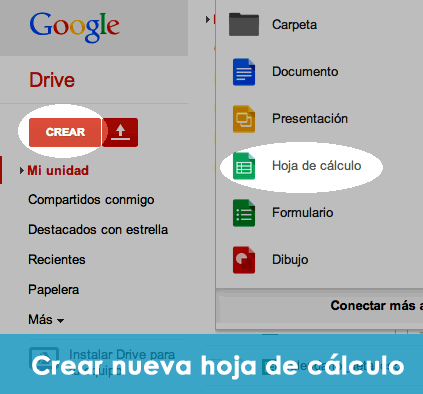 Google
Drive
CREAR
Mi unidad
Compartidos conmigo
Destacados con estrella
Recientes
Papelera
Más
Instalar Drive para
Carpeta
Documento
Presentación
Hoja de cálculo
Formulario
Dibujo
Conectar más a
Crear nueva hoja de cálculo